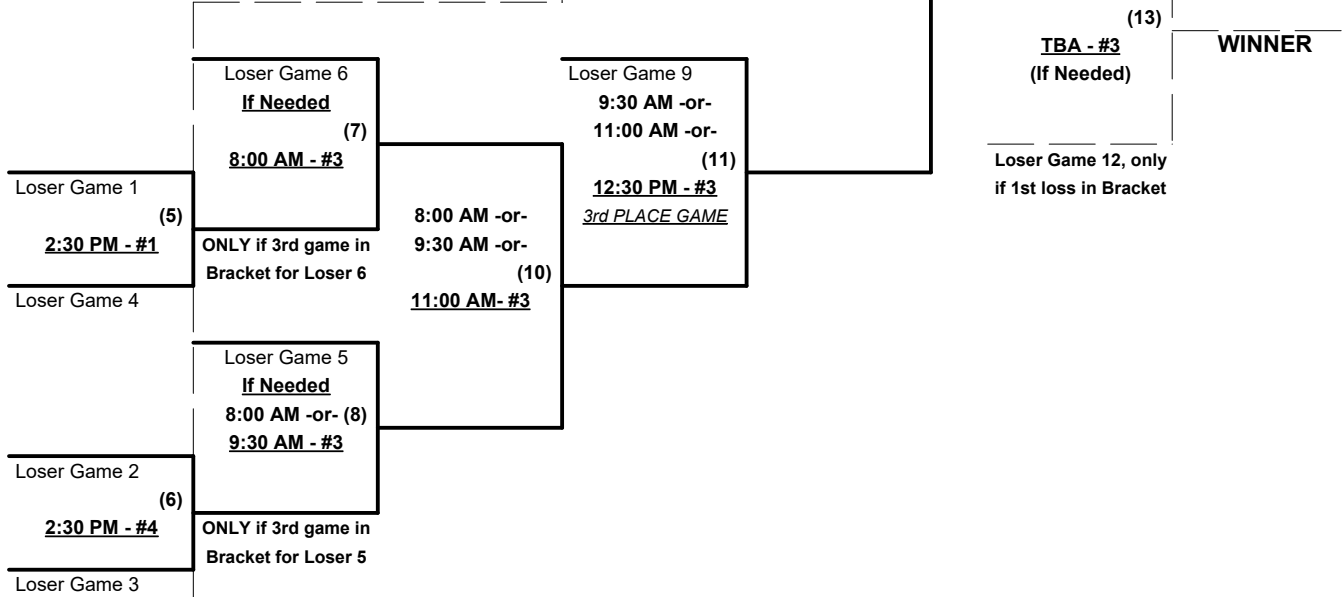 (13)
TBA - #3
WINNER
(If Needed)
Loser Game 12, only
if 1st loss in Bracket
Loser Game 6
If Needed
(7)
8:00 AM - #3
Loser Game 9
9:30 AM -or-
11:00 AM -or-
(11)
12:30 PM - #3
3rd PLACE GAME
Loser Game 1
(5)
2:30 PM - #1
Loser Game 4
ONLY if 3rd game in
Bracket for Loser 6
8:00 AM -or-
9:30 AM -or-
(10)
11:00 AM- #3
Loser Game 5
If Needed
8:00 AM -or- (8)
9:30 AM - #3
Loser Game 2
(6)
2:30 PM - #4
Loser Game 3
ONLY if 3rd game in
Bracket for Loser 5